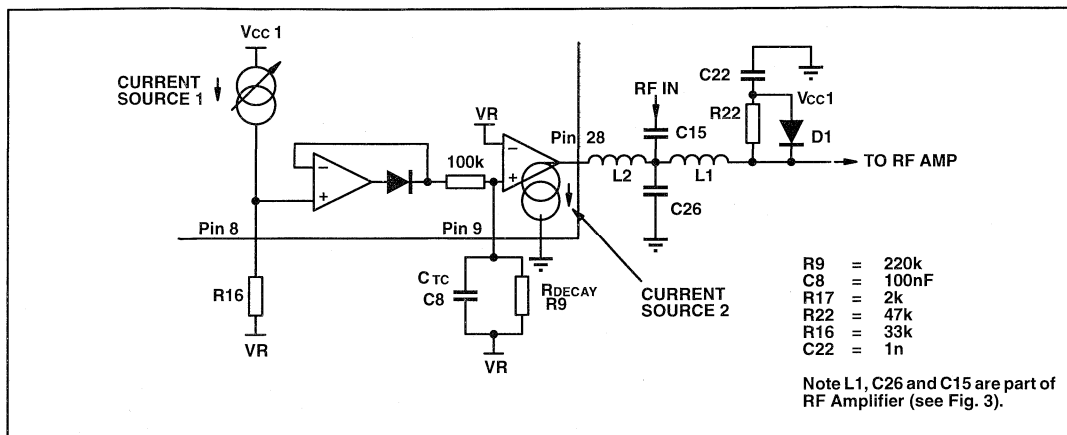 Vcc 1
CURRENT
SOURCE 1
Pin 8
R16
VR
−
+
100k
Pin 9
CTC
C8
RDECAY
R9
VR
VR
−
+
Pin 28
CURRENT
SOURCE 2
L2
RF IN
C15
C26
L1
C22
R22
Vcc1
D1
TO RF AMP
R9 = 220k
C8 = 100nF
R17 = 2k
R22 = 47k
R16 = 33k
C22 = 1n
Note L1, C26 and C15 are part of
RF Amplifier (see Fig. 3).